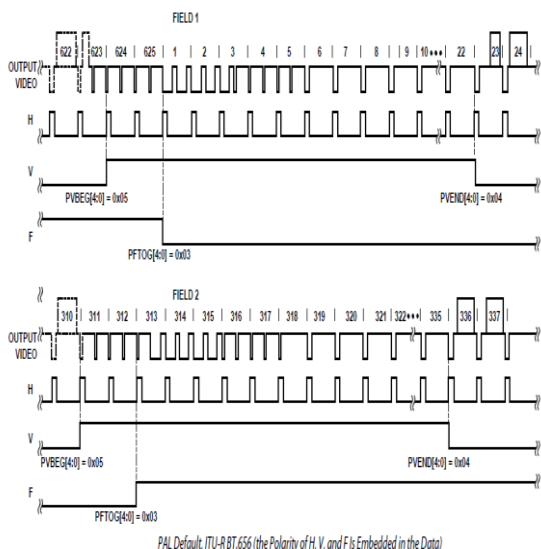 FIELD 1
622 623 624 625 1 2 3 4 5 6 7 8 9 10 ••• 22 23 24
OUTPUT
VIDEO
H
V
PVBEG[4:0] = 0x05
PVEND[4:0] = 0x04
F
PFTOG[4:0] = 0x03
FIELD 2
310 311 312 313 314 315 316 317 318 319 320 321 322 ••• 335 336 337
OUTPUT
VIDEO
H
V
PVBEG[4:0] = 0x05
PVEND[4:0] = 0x04
F
PFTOG[4:0] = 0x03
PAL Default, ITU-R BT.656 (the Polarity of H, V, and F Is Embedded in the Data)